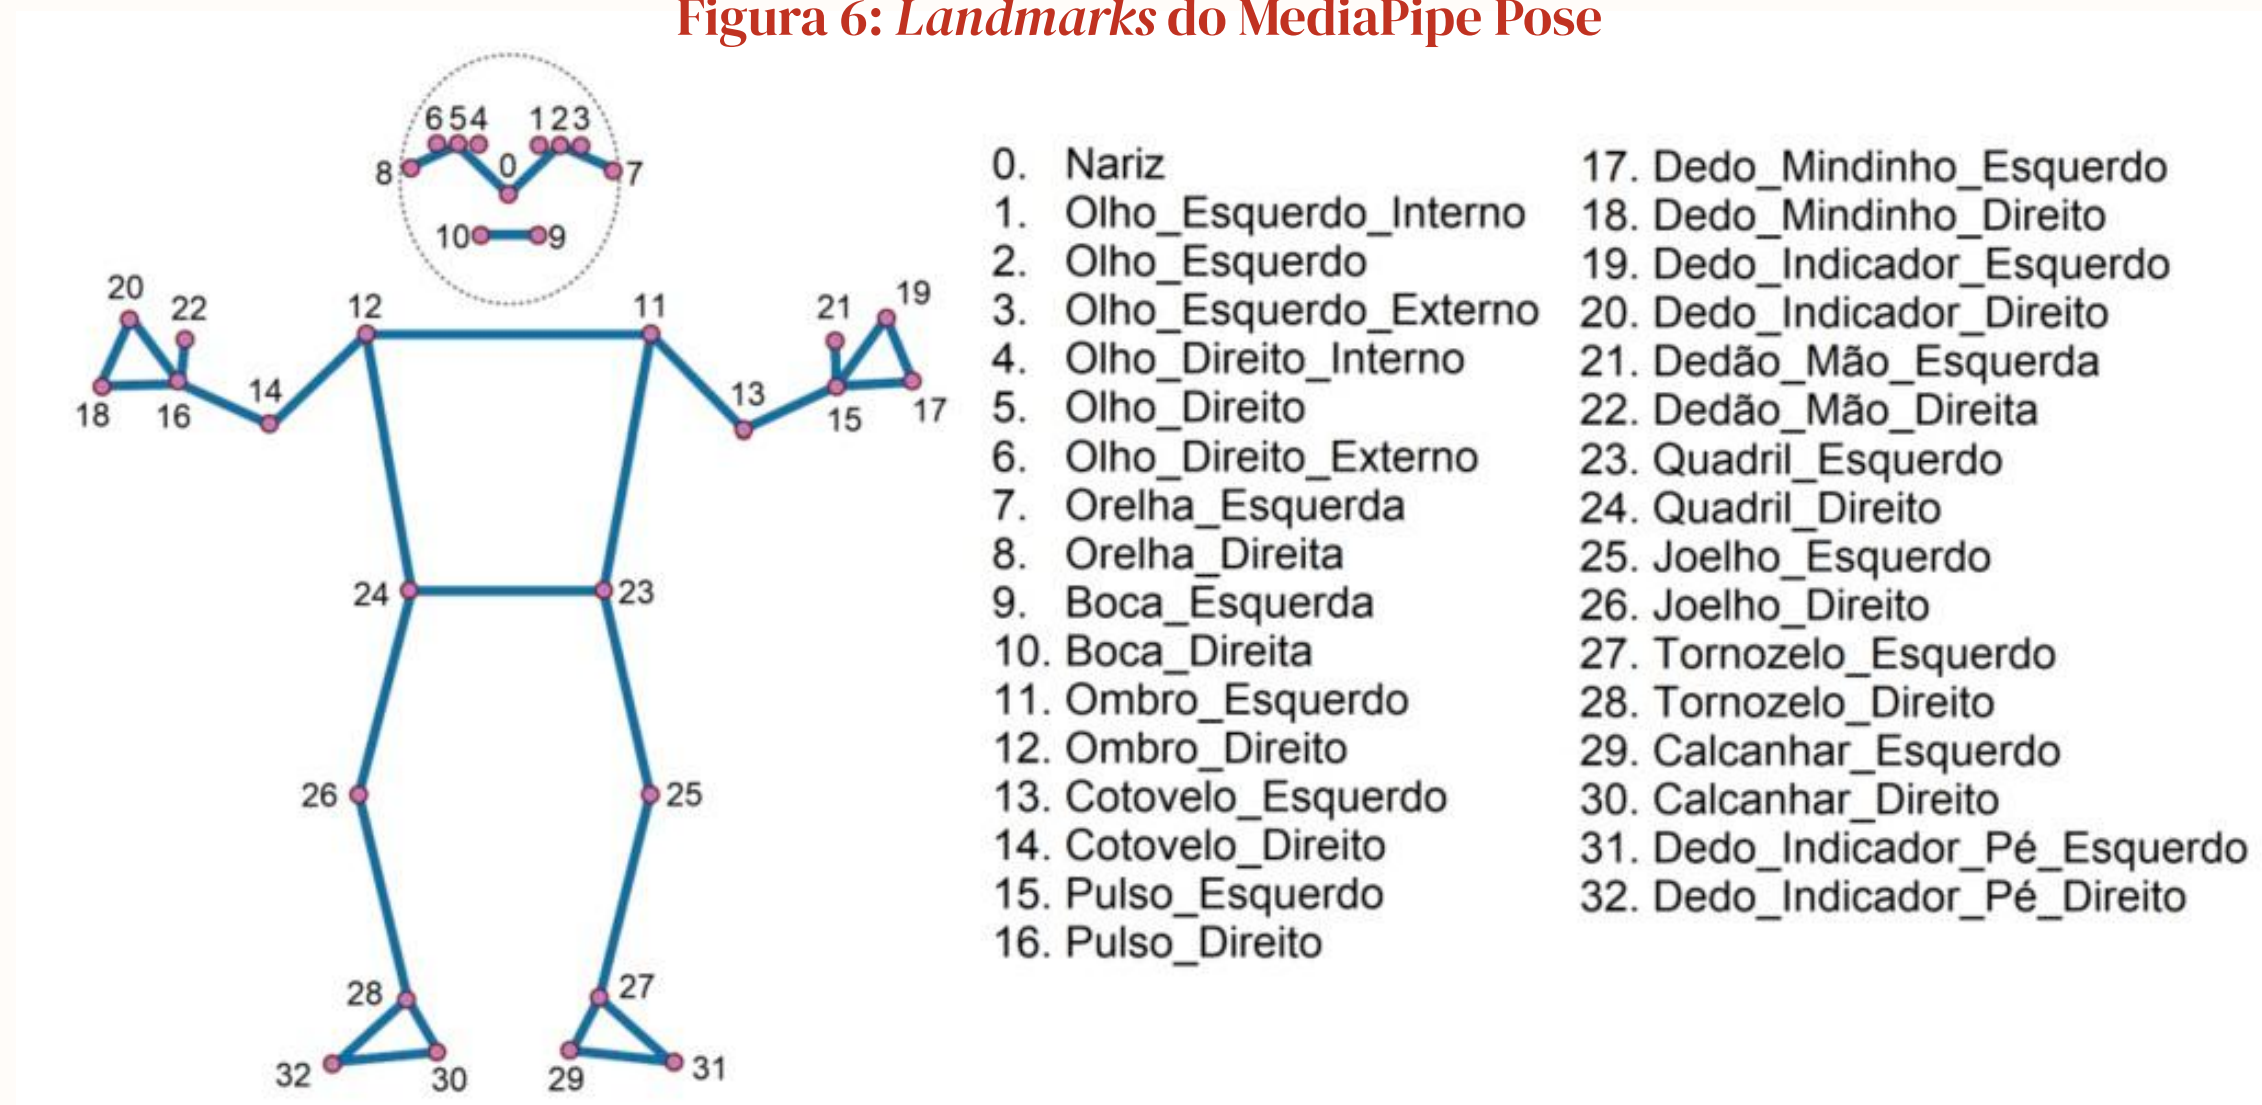 Figura 6: Landmarks do MediaPipe Pose
6 5 4 1 2 3
8 0 7
10 9
20 22 12 11 21 19
18 16 14 13 15 17
24 23
26 25
28 27
32 30 29 31
0. Nariz
1. Olho_Esquerdo_Interno
2. Olho_Esquerdo
3. Olho_Esquerdo_Externo
4. Olho_Direito_Interno
5. Olho_Direito
6. Olho_Direito_Externo
7. Orelha_Esquerda
8. Orelha_Direita
9. Boca_Esquerda
10. Boca_Direita
11. Ombro_Esquerdo
12. Ombro_Direito
13. Cotovelo_Esquerdo
14. Cotovelo_Direito
15. Pulso_Esquerdo
16. Pulso_Direito
17. Dedo_Mindinho_Esquerdo
18. Dedo_Mindinho_Direito
19. Dedo_Indicador_Esquerdo
20. Dedo_Indicador_Direito
21. Dedão_Mão_Esquerda
22. Dedão_Mão_Direita
23. Quadril_Esquerdo
24. Quadril_Direito
25. Joelho_Esquerdo
26. Joelho_Direito
27. Tornozelo_Esquerdo
28. Tornozelo_Direito
29. Calcanhar_Esquerdo
30. Calcanhar_Direito
31. Dedo_Indicador_Pé_Esquerdo
32. Dedo_Indicador_Pé_Direito